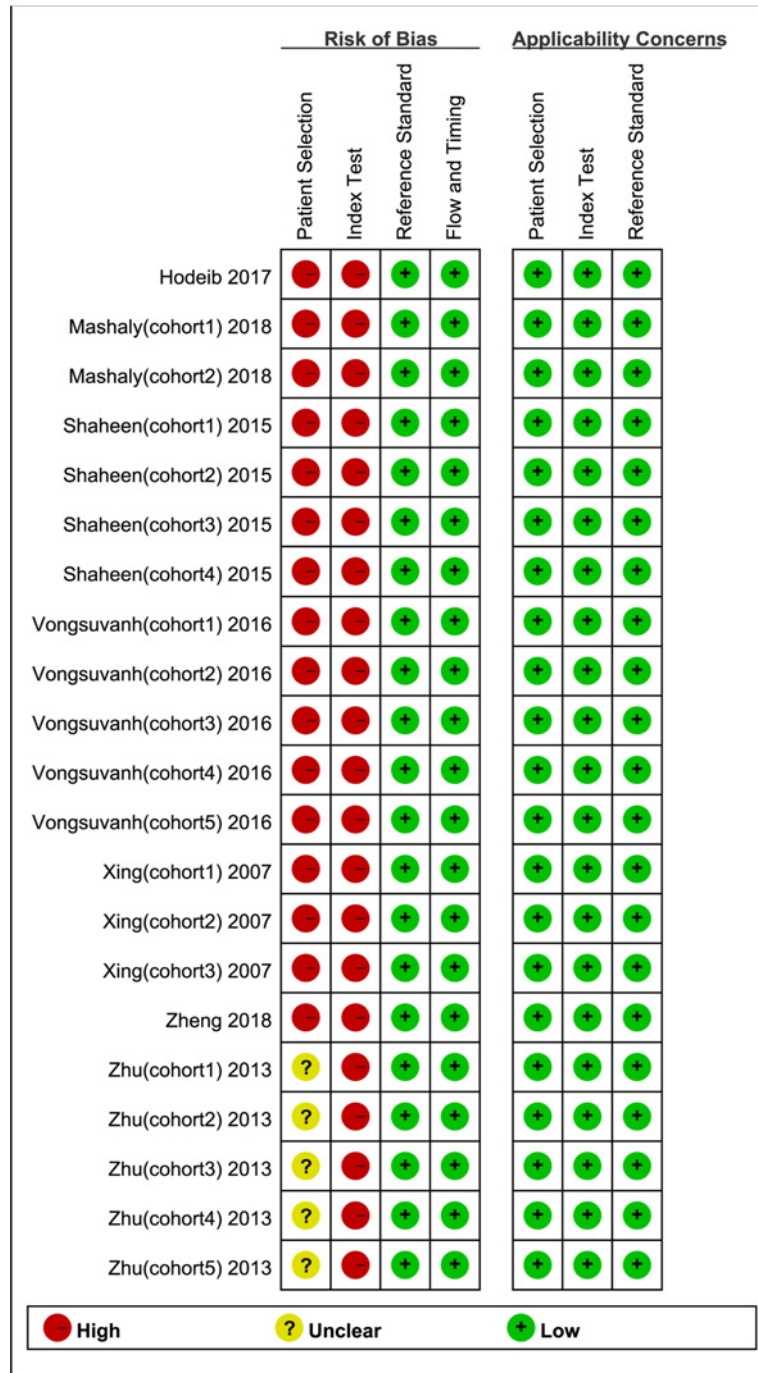 Risk of Bias Applicability Concerns
Patient Selection
Index Test
Reference Standard
Flow and Timing
Patient Selection
Index Test
Reference Standard
Hodeib 2017 - - + + + + +
Mashaly(cohort1) 2018 - - + + + + +
Mashaly(cohort2) 2018 - - + + + + +
Shaheen(cohort1) 2015 - - + + + + +
Shaheen(cohort2) 2015 - - + + + + +
Shaheen(cohort3) 2015 - - + + + + +
Shaheen(cohort4) 2015 - - + + + + +
Vongsuvanh(cohort1) 2016 - - + + + + +
Vongsuvanh(cohort2) 2016 - - + + + + +
Vongsuvanh(cohort3) 2016 - - + + + + +
Vongsuvanh(cohort4) 2016 - - + + + + +
Vongsuvanh(cohort5) 2016 - - + + + + +
Xing(cohort1) 2007 - - + + + + +
Xing(cohort2) 2007 - - + + + + +
Xing(cohort3) 2007 - - + + + + +
Zheng 2018 - - + + + + +
Zhu(cohort1) 2013 ? - + + + + +
Zhu(cohort2) 2013 ? - + + + + +
Zhu(cohort3) 2013 ? - + + + + +
Zhu(cohort4) 2013 ? - + + + + +
Zhu(cohort5) 2013 ? - + + + + +
- High ? Unclear + Low